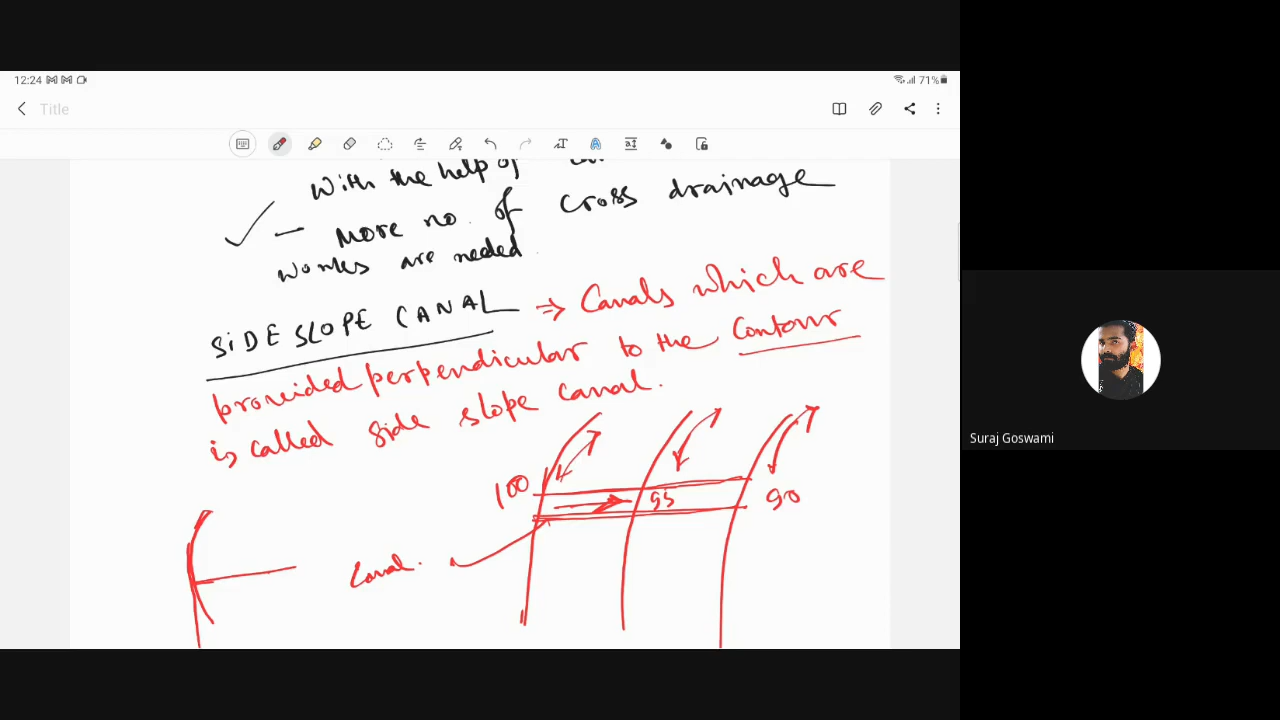 12:24
71%
Title
With the help of
— More no. of cross drainage
works are needed
SIDE SLOPE CANAL ⇒ Canals which are
provided perpendicular to the Contour
is called side slope canal.
100
95
90
Canal.
Suraj Goswami